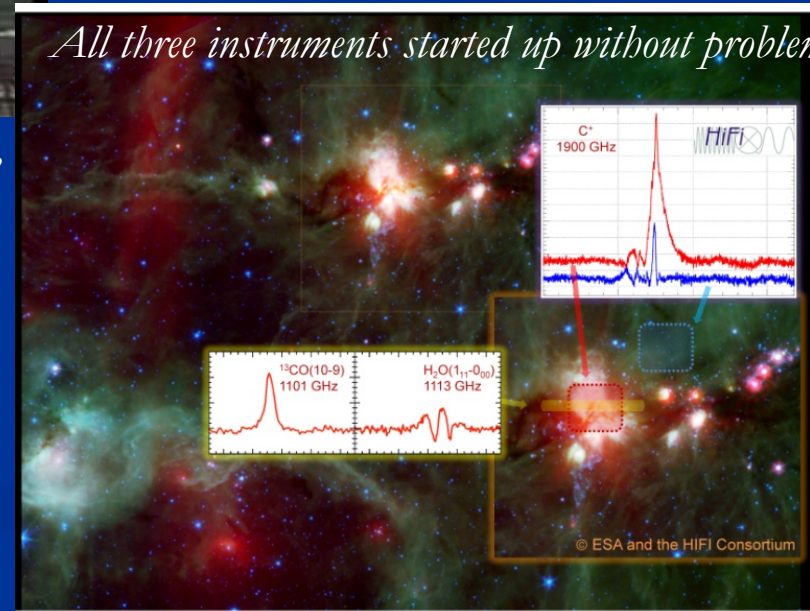 All three instruments started up without problem
C⁺
1900 GHz
HiFi
¹³CO(10-9)
1101 GHz
H₂O(1₁₁-0₀₀)
1113 GHz
© ESA and the HIFI Consortium